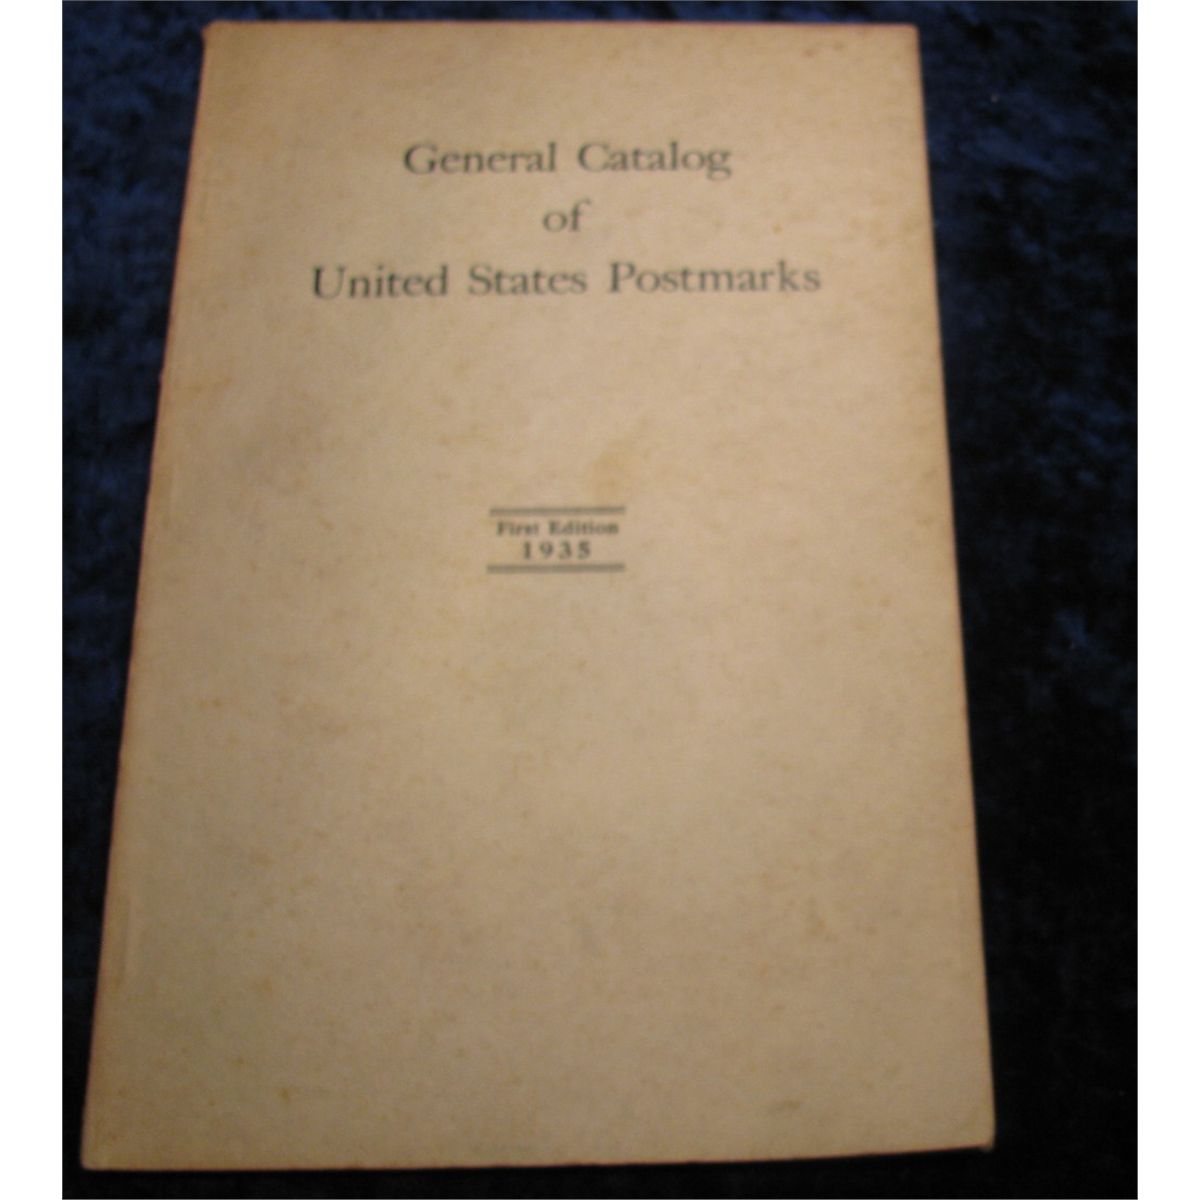 General Catalog
of
United States Postmarks
First Edition
1935